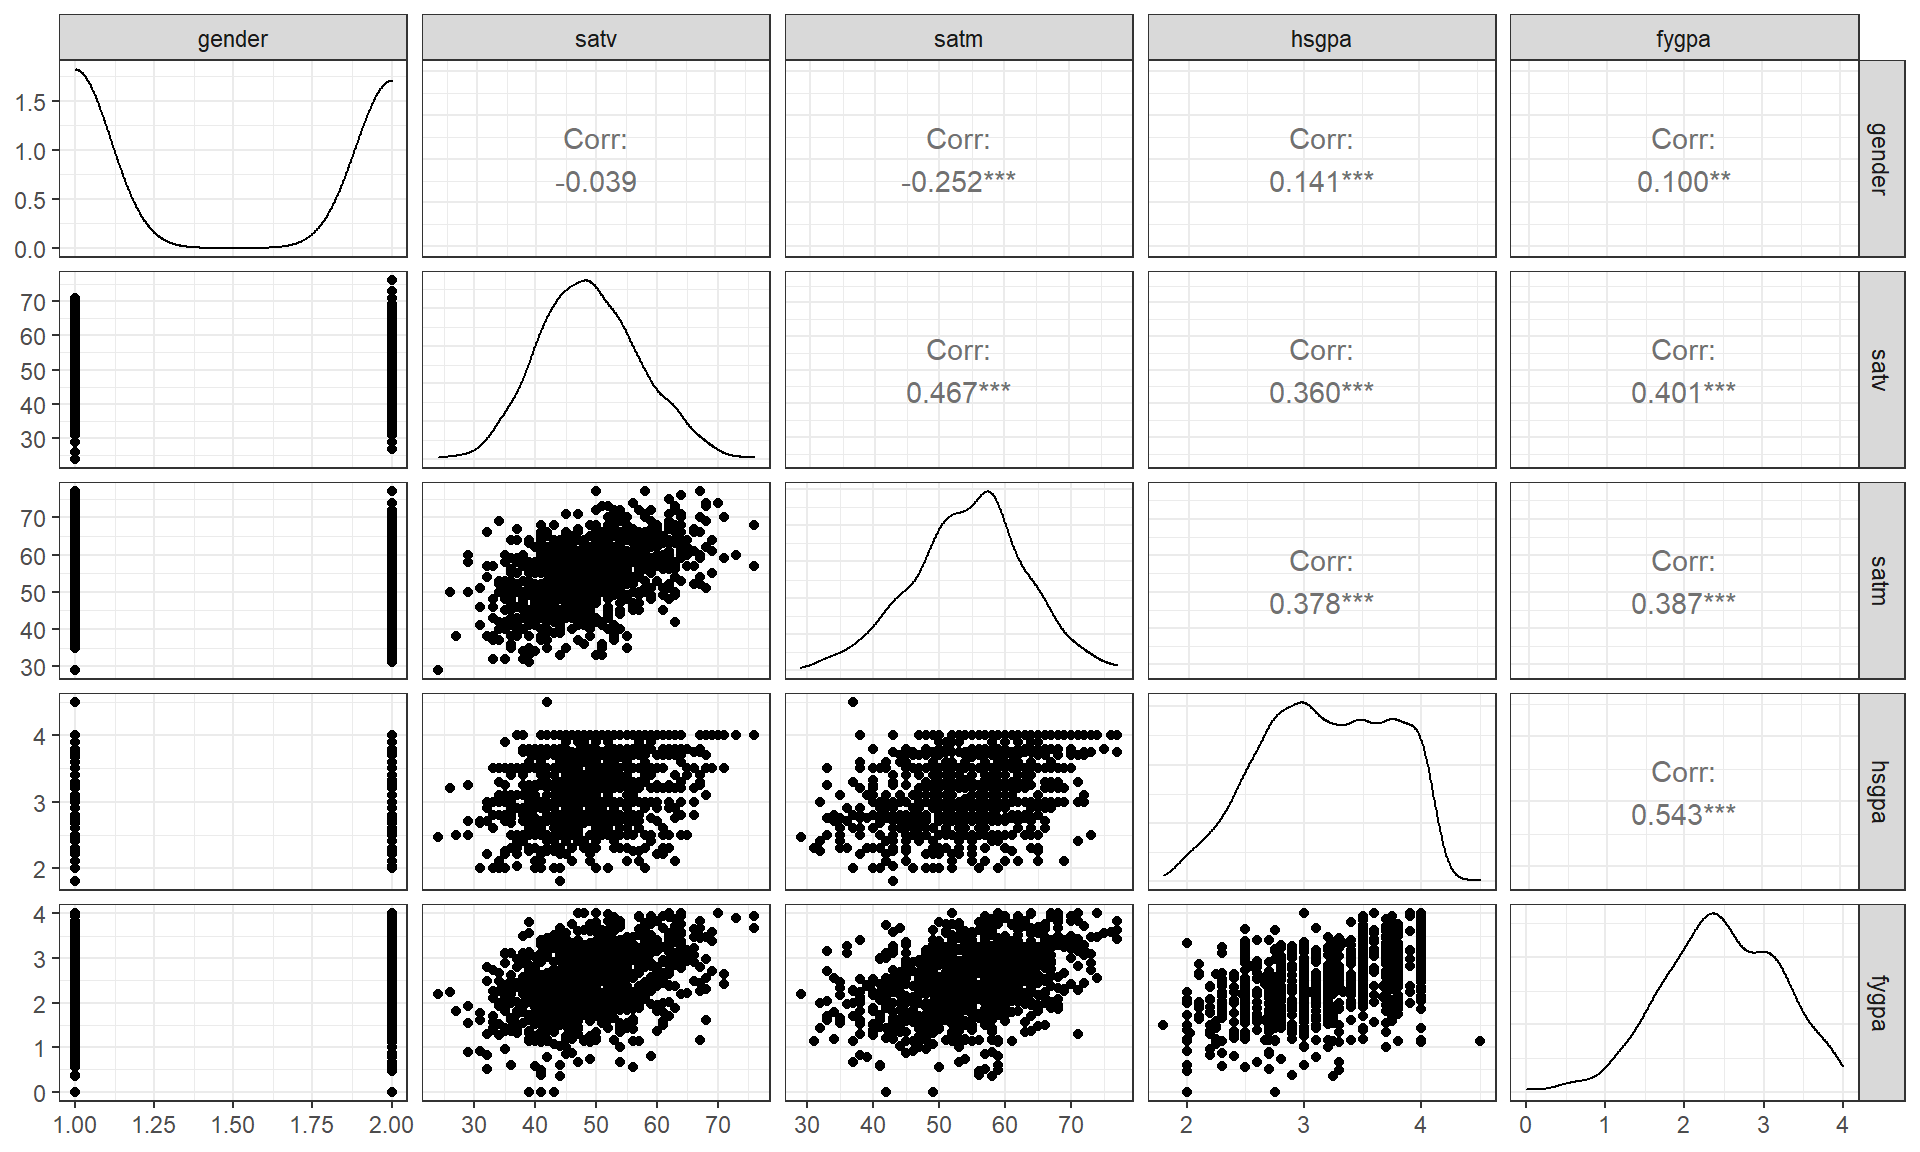 gender satv satm hsgpa fygpa
1.5
1.0
0.5
0.0
Corr:
-0.039
Corr:
-0.252***
Corr:
0.141***
Corr:
0.100**
gender
70
60
50
40
30
Corr:
0.467***
Corr:
0.360***
Corr:
0.401***
satv
70
60
50
40
30
Corr:
0.378***
Corr:
0.387***
satm
4
3
2
Corr:
0.543***
hsgpa
4
3
2
1
0
fygpa
1.00 1.25 1.50 1.75 2.00 30 40 50 60 70 30 40 50 60 70 2 3 4 0 1 2 3 4